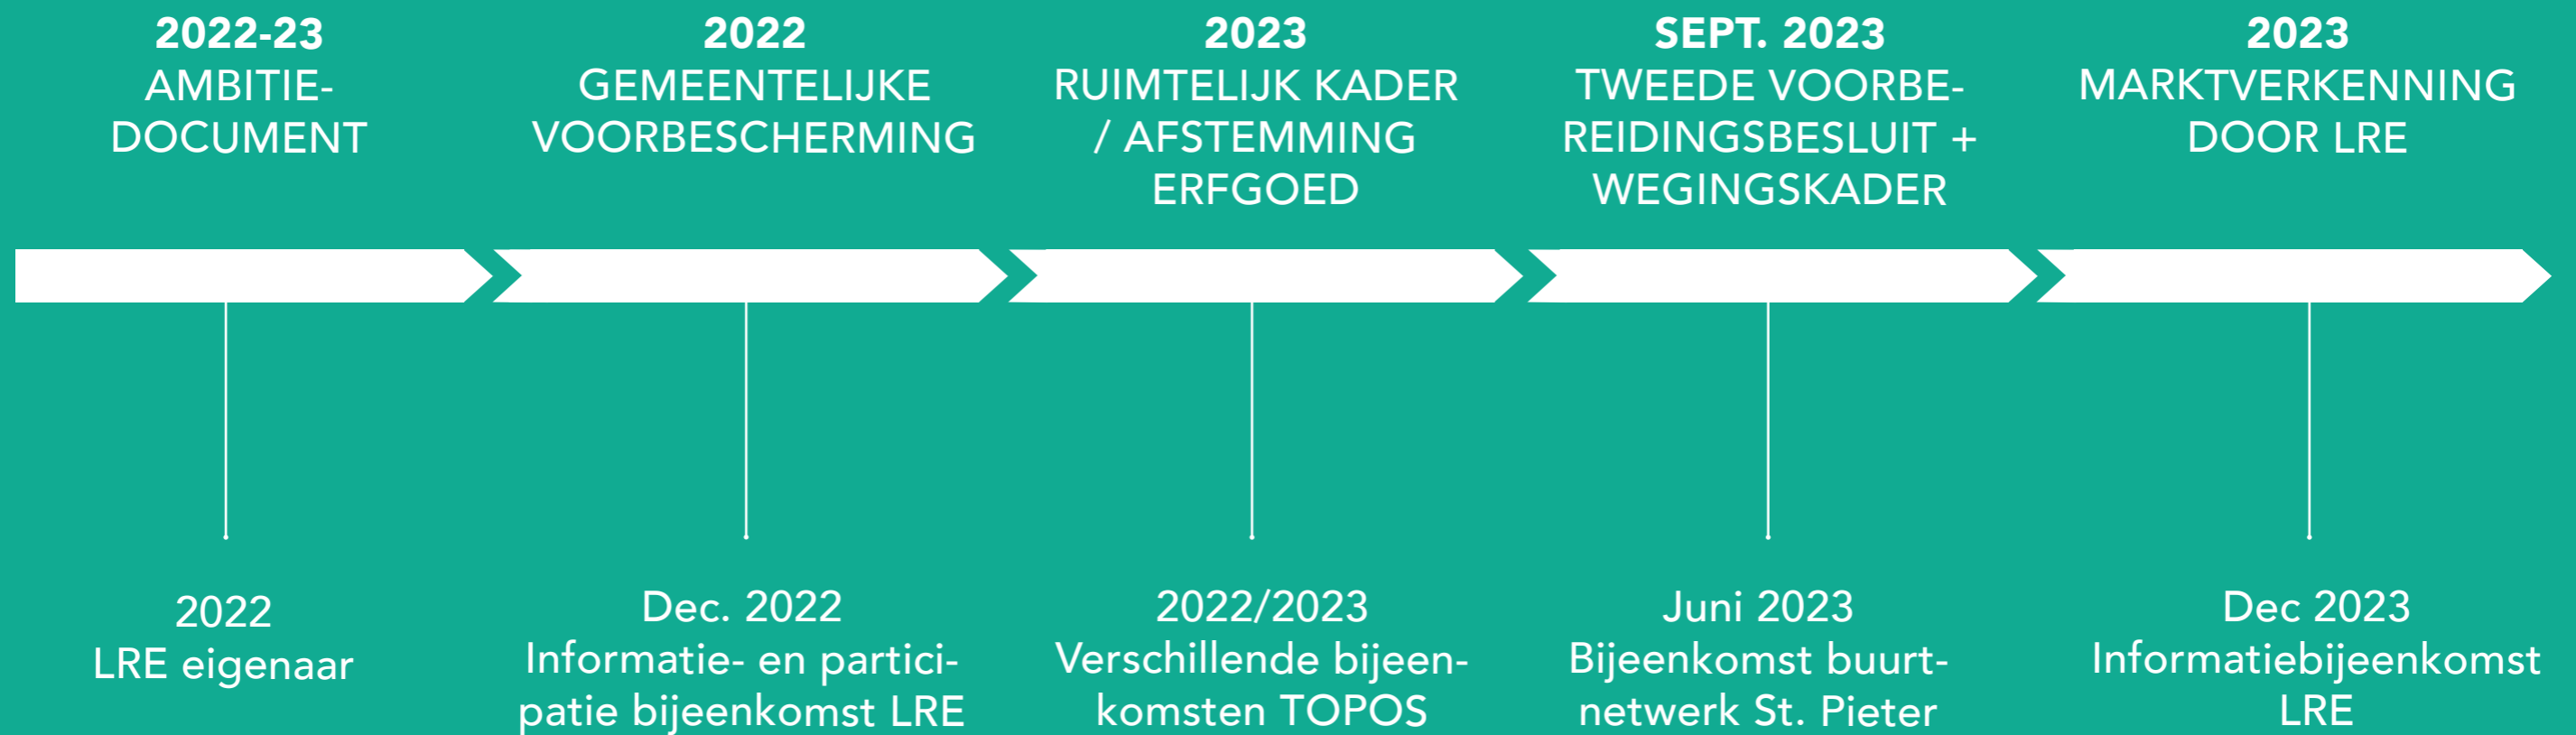 2022-23
AMBITIE-
DOCUMENT
2022
GEMEENTELIJKE
VOORBESCHERMING
2023
RUIMTELIJK KADER
/ AFSTEMMING
ERFGOED
SEPT. 2023
TWEEDE VOORBE-
REIDINGSBESLUIT +
WEGINGSKADER
2023
MARKTVERKENNING
DOOR LRE
2022
LRE eigenaar
Dec. 2022
Informatie- en partici-
patie bijeenkomst LRE
2022/2023
Verschillende bijeen-
komsten TOPOS
Juni 2023
Bijeenkomst buurt-
netwerk St. Pieter
Dec 2023
Informatiebijeenkomst
LRE